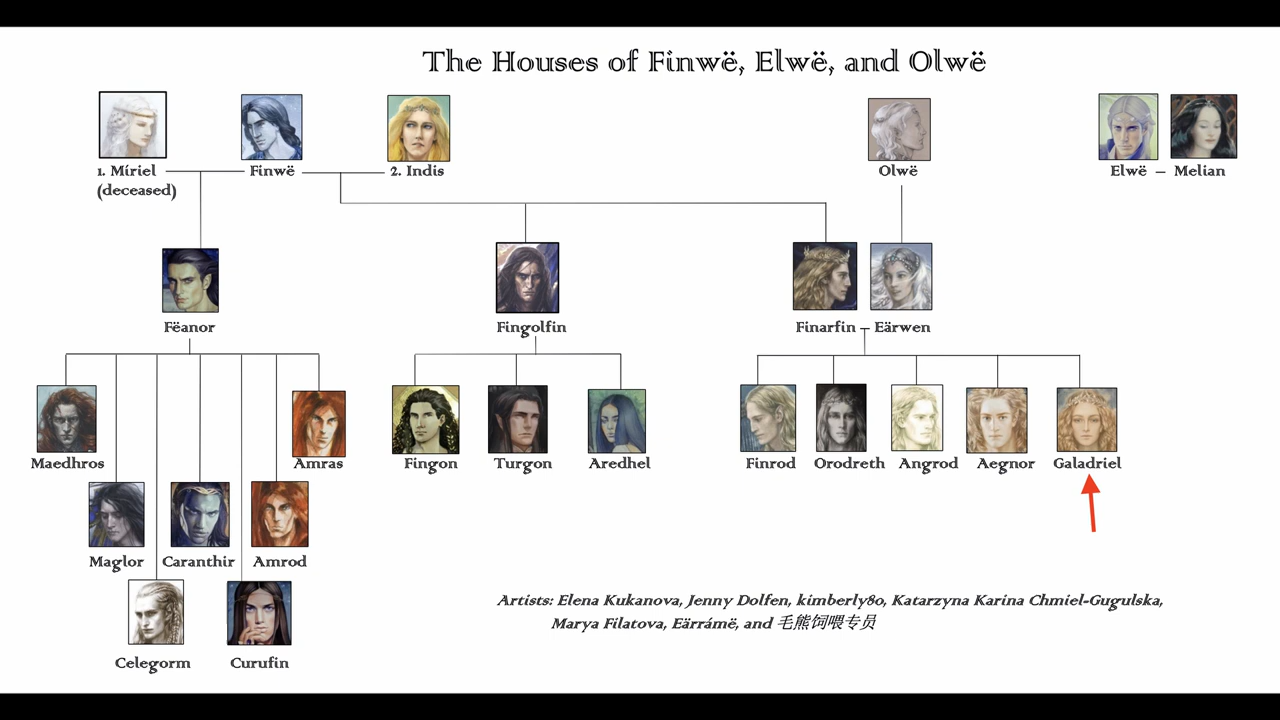 The Houses of Finwë, Elwë, and Olwë
1. Míriel
(deceased)
Finwë
2. Indis
Olwë
Elwë – Melian
Fëanor
Fingolfin
Finarfin – Eärwen
Maedhros
Amras
Fingon
Turgon
Aredhel
Finrod
Orodreth
Angrod
Aegnor
Galadriel
Maglor
Caranthir
Amrod
Celegorm
Curufin
Artists: Elena Kukanova, Jenny Dolfen, kimberly80, Katarzyna Karina Chmiel-Gugulska,
Marya Filatova, Eärrámë, and 毛熊饲喂专员